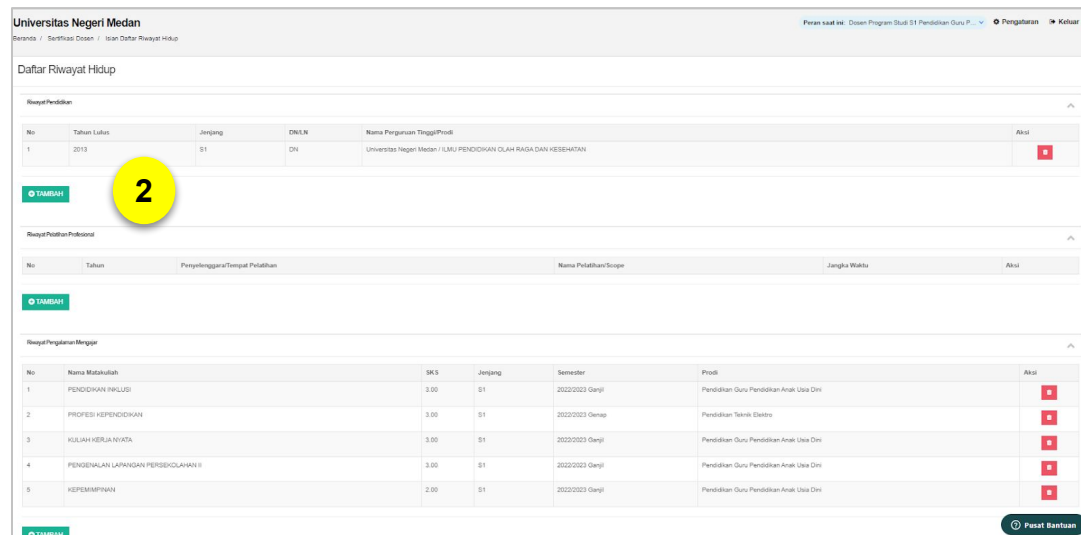 Universitas Negeri Medan
Peran saat ini: Dosen Program Studi S1 Pendidikan Guru P... Pengaturan Keluar
Beranda / Sertifikasi Dosen / Isian Daftar Riwayat Hidup
Daftar Riwayat Hidup
Riwayat Pendidikan
No Tahun Lulus Jenjang DN/LN Nama Perguruan Tinggi/Prodi Aksi
1 2013 S1 DN Universitas Negeri Medan / ILMU PENDIDIKAN OLAH RAGA DAN KESEHATAN
TAMBAH
2
Riwayat Pelatihan Profesional
No Tahun Penyelenggara/Tempat Pelatihan Nama Pelatihan/Scope Jangka Waktu Aksi
TAMBAH
Riwayat Pengalaman Mengajar
No Nama Matakuliah SKS Jenjang Semester Prodi Aksi
1 PENDIDIKAN INKLUSI 3.00 S1 2022/2023 Ganjil Pendidikan Guru Pendidikan Anak Usia Dini
2 PROFESI KEPENDIDIKAN 3.00 S1 2022/2023 Genap Pendidikan Teknik Elektro
3 KULIAH KERJA NYATA 3.00 S1 2022/2023 Ganjil Pendidikan Guru Pendidikan Anak Usia Dini
4 PENGENALAN LAPANGAN PERSEKOLAHAN II 3.00 S1 2022/2023 Ganjil Pendidikan Guru Pendidikan Anak Usia Dini
5 KEPEMIMPINAN 2.00 S1 2022/2023 Ganjil Pendidikan Guru Pendidikan Anak Usia Dini
TAMBAH
Pusat Bantuan